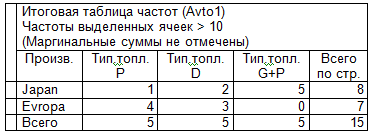 Итоговая таблица частот (Avto1)
Частоты выделенных ячеек > 10
(Маргинальные суммы не отмечены)
Произв. Тип.топл. P Тип.топл. D Тип.топл. G+P Всего по стр.
Japan 1 2 5 8
Evropa 4 3 0 7
Всего 5 5 5 15